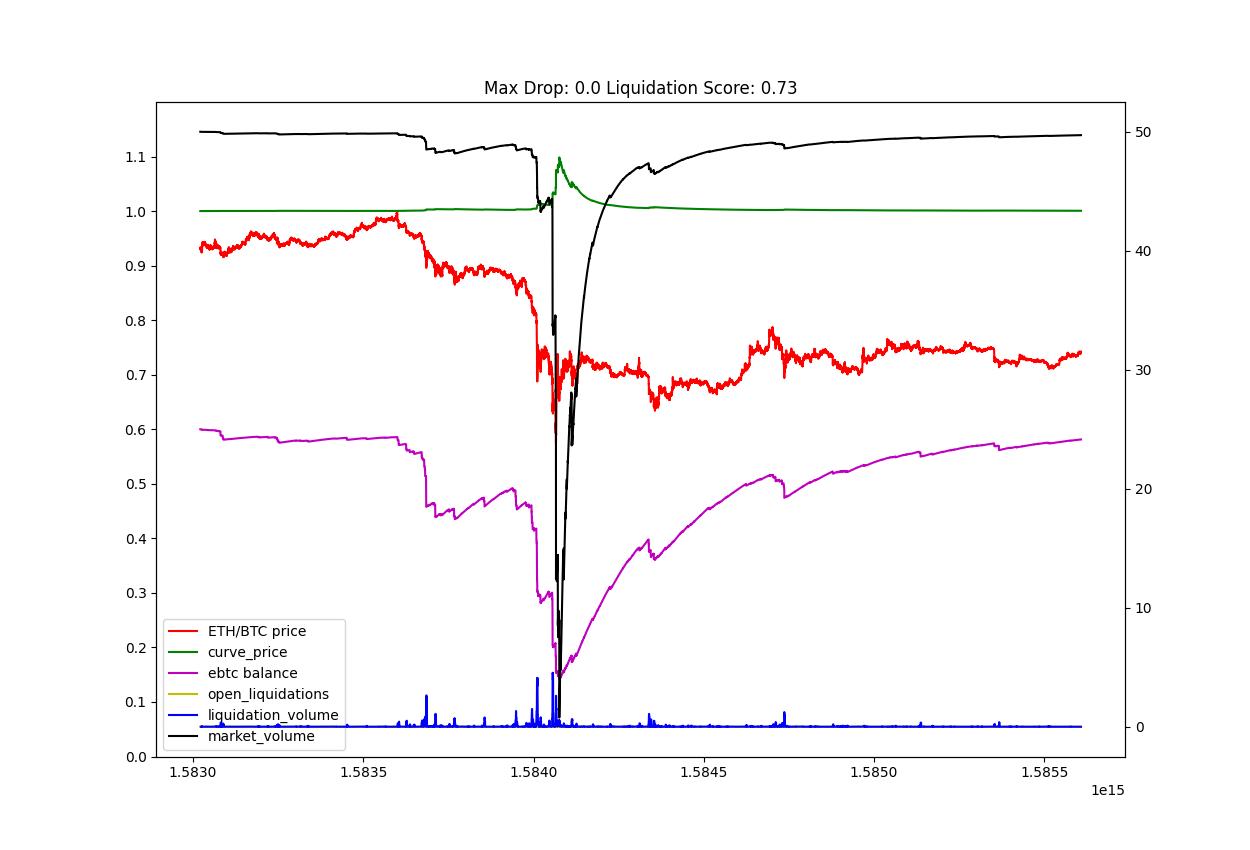 Max Drop: 0.0 Liquidation Score: 0.73
1.1
1.0
0.9
0.8
0.7
0.6
0.5
0.4
0.3
0.2
0.1
0.0
50
40
30
20
10
0
ETH/BTC price
curve_price
ebtc balance
open_liquidations
liquidation_volume
market_volume
1.5830 1.5835 1.5840 1.5845 1.5850 1.5855
1e15